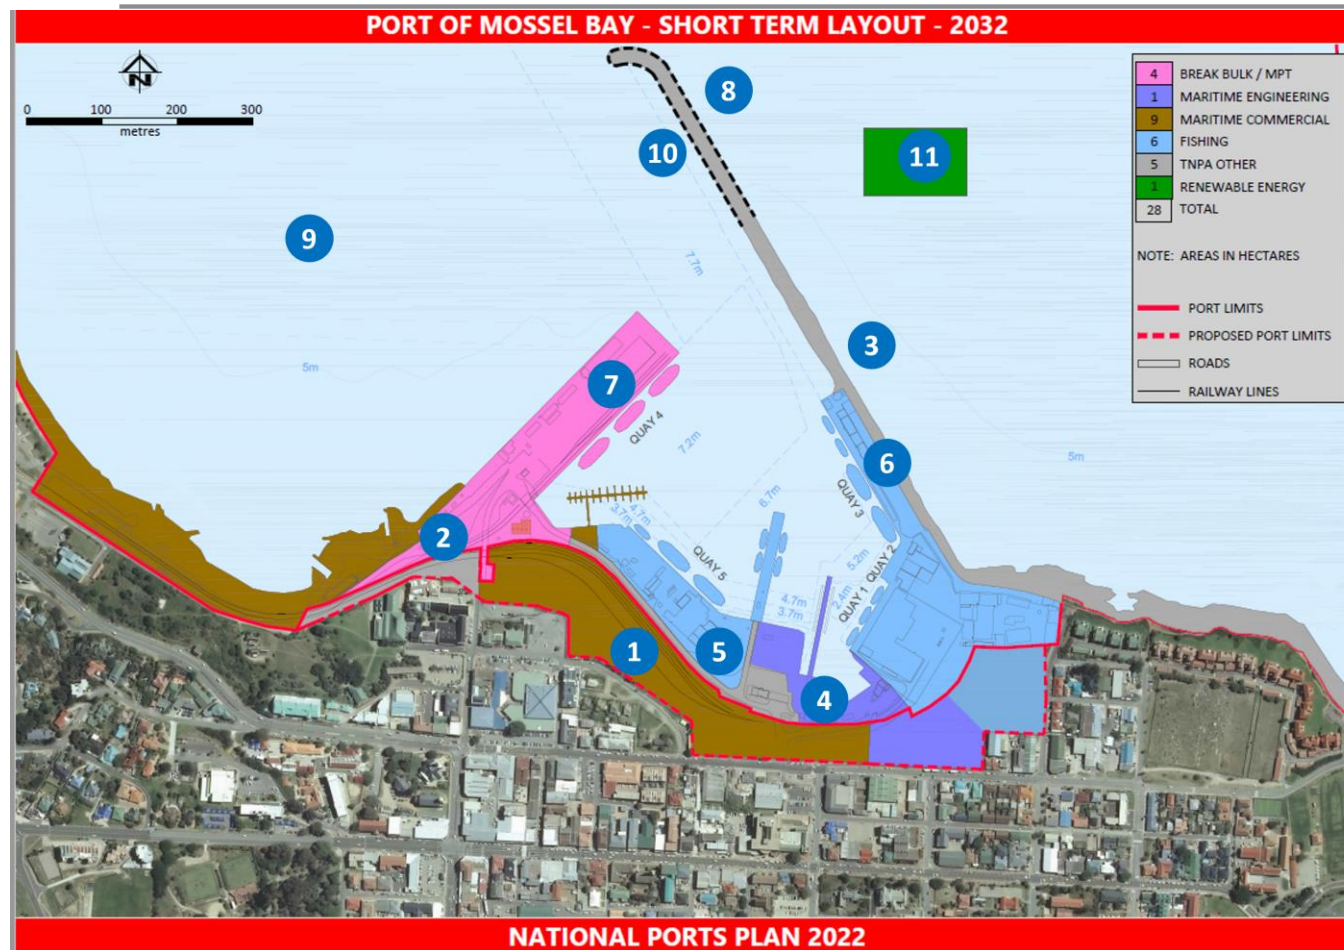 PORT OF MOSSEL BAY - SHORT TERM LAYOUT - 2032
N
0 100 200 300
metres
4 BREAK BULK / MPT
1 MARITIME ENGINEERING
9 MARITIME COMMERCIAL
6 FISHING
5 TNPA OTHER
1 RENEWABLE ENERGY
28 TOTAL
NOTE: AREAS IN HECTARES
PORT LIMITS
PROPOSED PORT LIMITS
ROADS
RAILWAY LINES
8
10
11
9
7.7m
3
5m
7
QUAY 4
7.2m
6
5m
QUAY 3
6.7m
4.7m
3.7m
2
QUAY 5
5.2m
QUAY 2
2.4m
QUAY 1
4.7m
3.7m
1
5
4
NATIONAL PORTS PLAN 2022